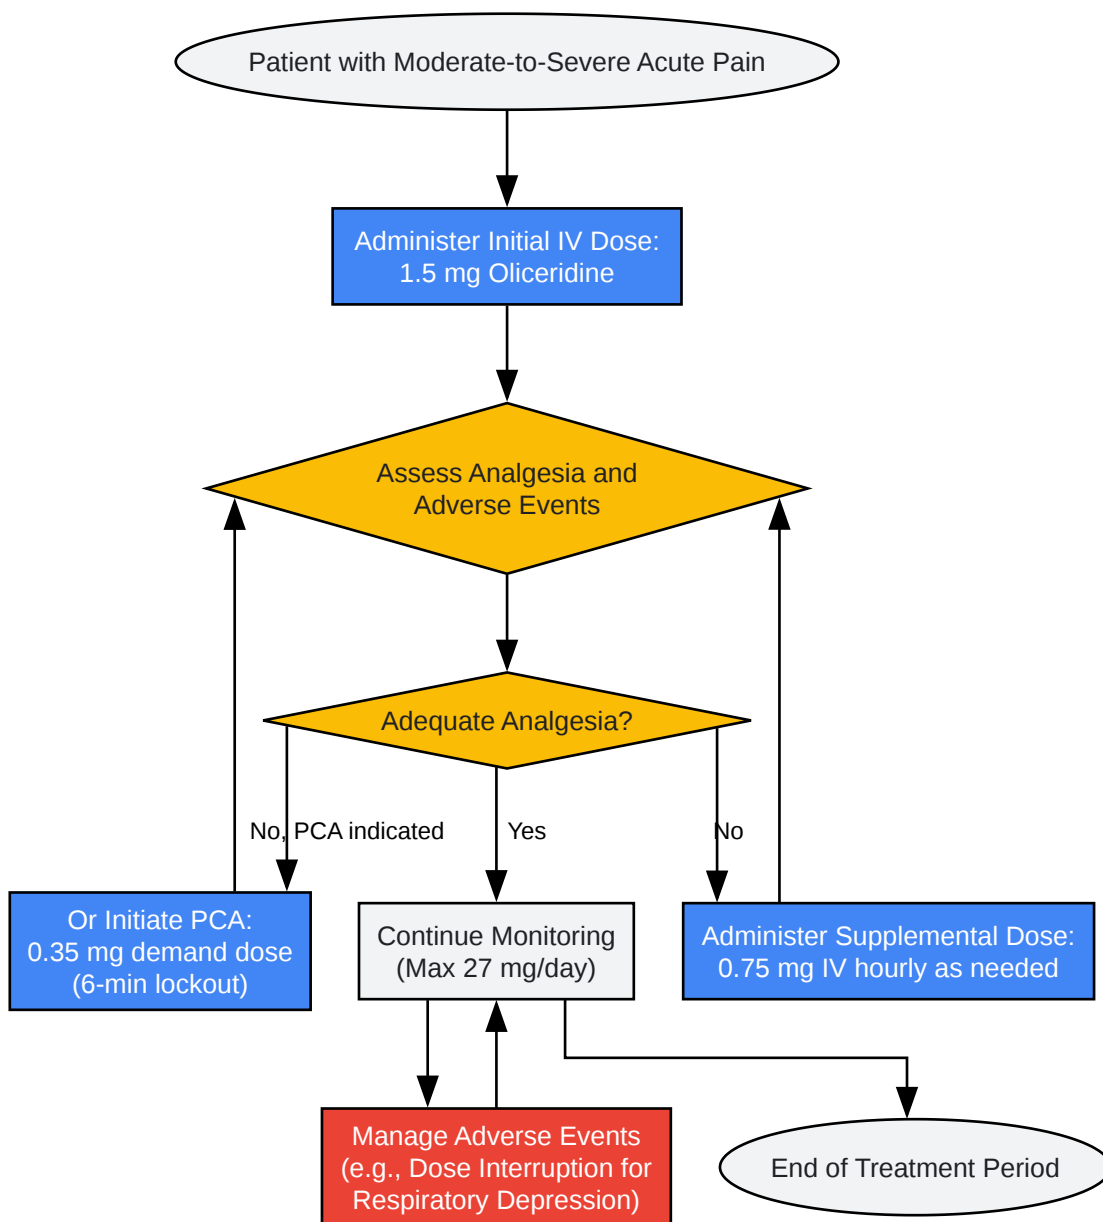 Patient with Moderate-to-Severe Acute Pain
Administer Initial IV Dose:
1.5 mg Oliceridine
Assess Analgesia and
Adverse Events
Adequate Analgesia?
No, PCA indicated
Yes
No
Or Initiate PCA:
0.35 mg demand dose
(6-min lockout)
Continue Monitoring
(Max 27 mg/day)
Administer Supplemental Dose:
0.75 mg IV hourly as needed
Manage Adverse Events
(e.g., Dose Interruption for
Respiratory Depression)
End of Treatment Period